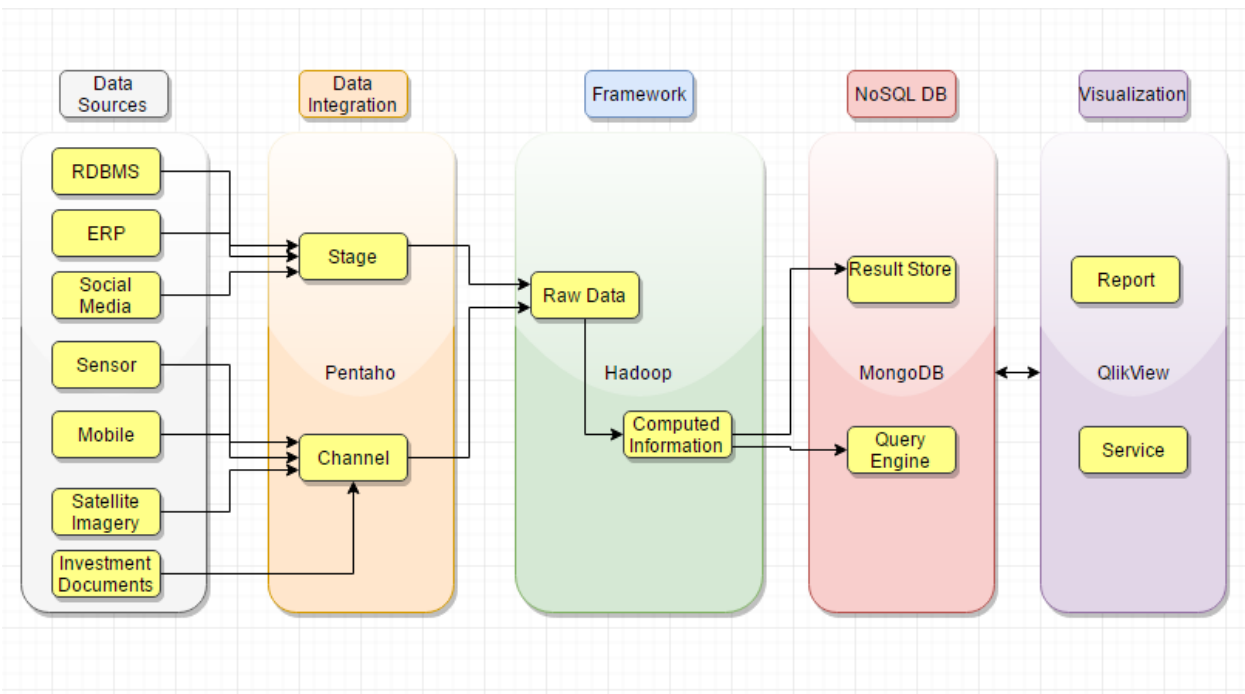 Data
Sources
Data
Integration
Framework
NoSQL DB
Visualization
RDBMS
ERP
Social
Media
Sensor
Mobile
Satellite
Imagery
Investment
Documents
Stage
Pentaho
Channel
Raw Data
Hadoop
Computed
Information
Result Store
MongoDB
Query
Engine
Report
QlikView
Service